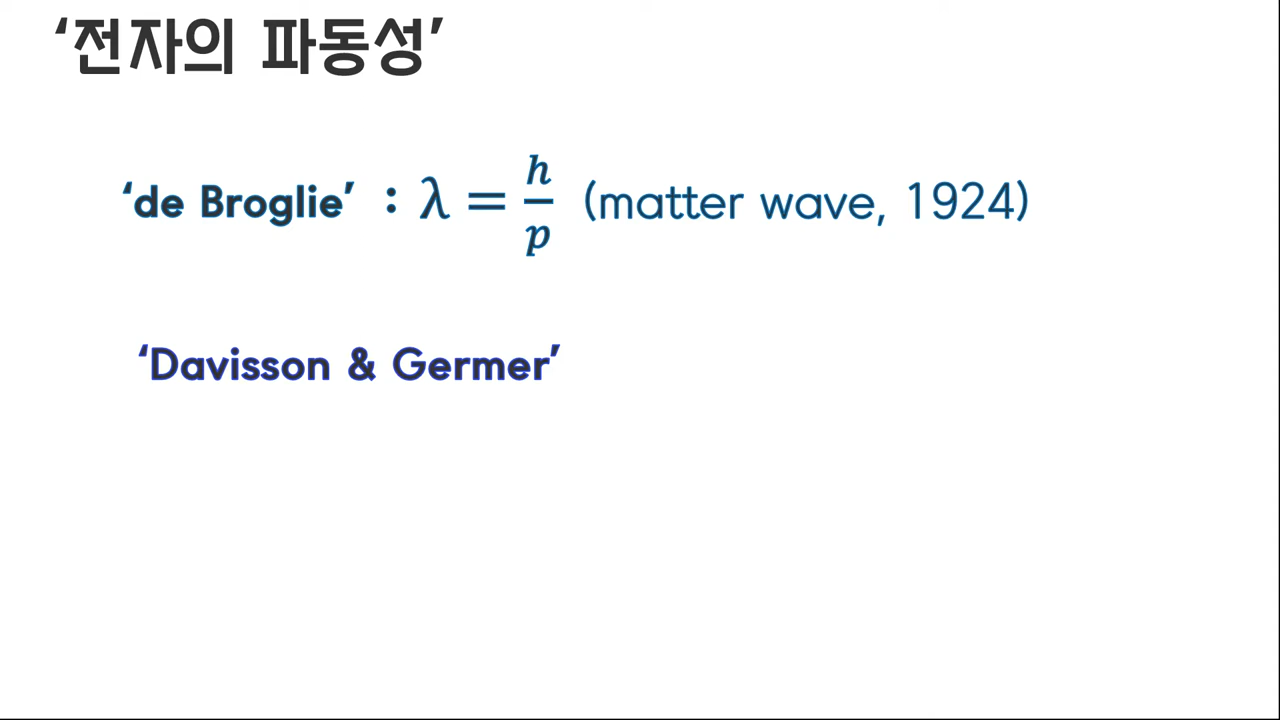 ‘전자의 파동성’
‘de Broglie’ : λ = h/p (matter wave, 1924)
‘Davisson & Germer’